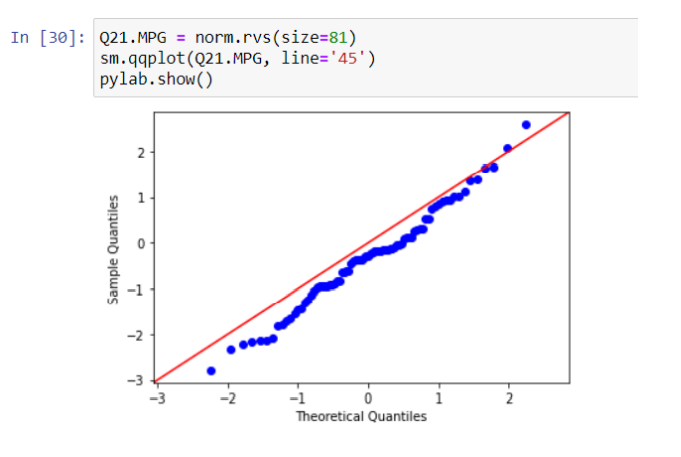 In [30]: Q21.MPG = norm.rvs(size=81)
sm.qqplot(Q21.MPG, line='45')
pylab.show()
2
1
0
−1
−2
−3
Sample Quantiles
−3 −2 −1 0 1 2
Theoretical Quantiles